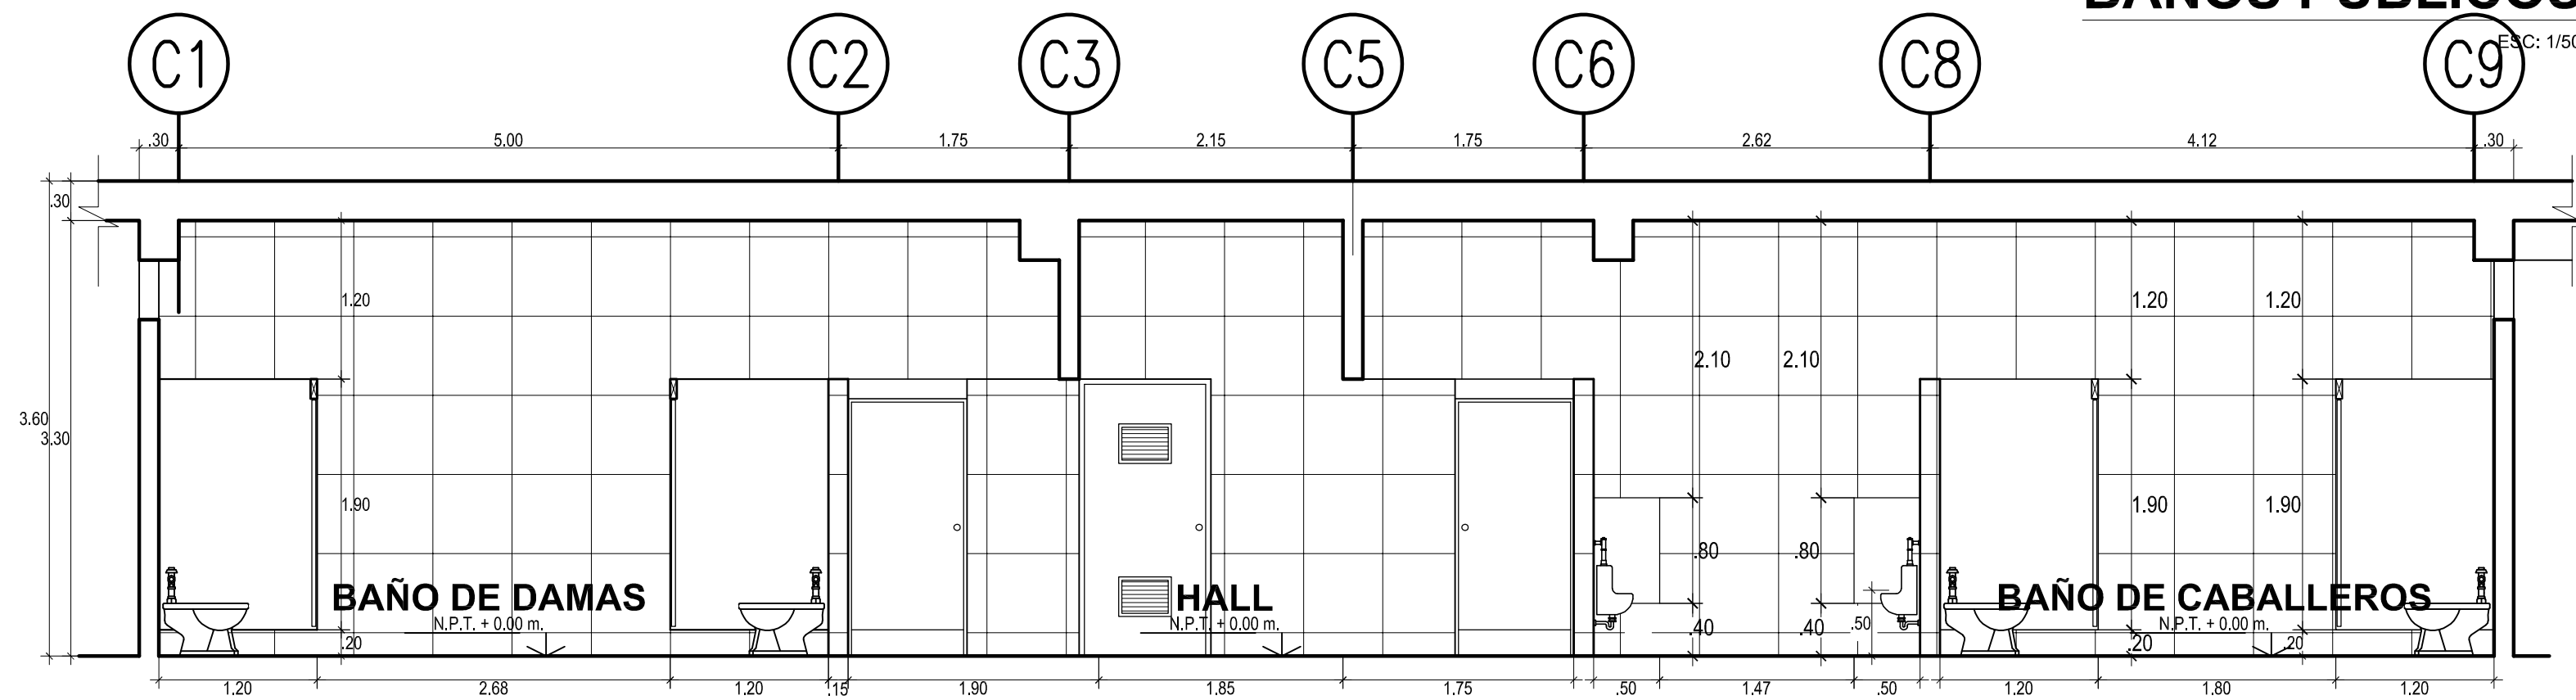 BAÑOS PUBLICOS
ESC: 1/50
C1 C2 C3 C5 C6 C8 C9
.30 5.00 1.75 2.15 1.75 2.62 4.12 .30
.30
1.20 1.20 1.20
2.10 2.10
3.60
3.30
1.90 1.90 1.90
.80 .80
BAÑO DE DAMAS HALL BAÑO DE CABALLEROS
N.P.T. + 0.00 m. N.P.T. + 0.00 m. N.P.T. + 0.00 m.
.40 .40 .50
.20 .20 .20
1.20 2.68 1.20 .15 1.90 1.85 1.75 .50 1.47 .50 1.20 1.80 1.20